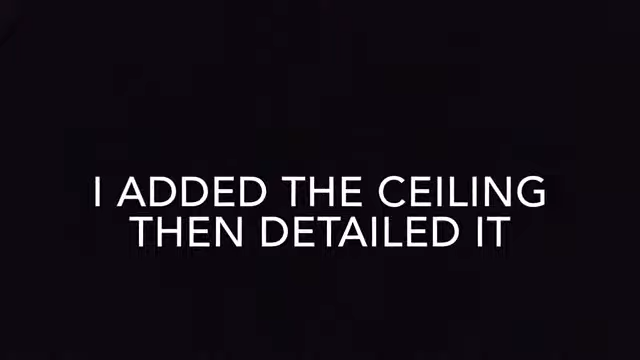 I ADDED THE CEILING
THEN DETAILED IT